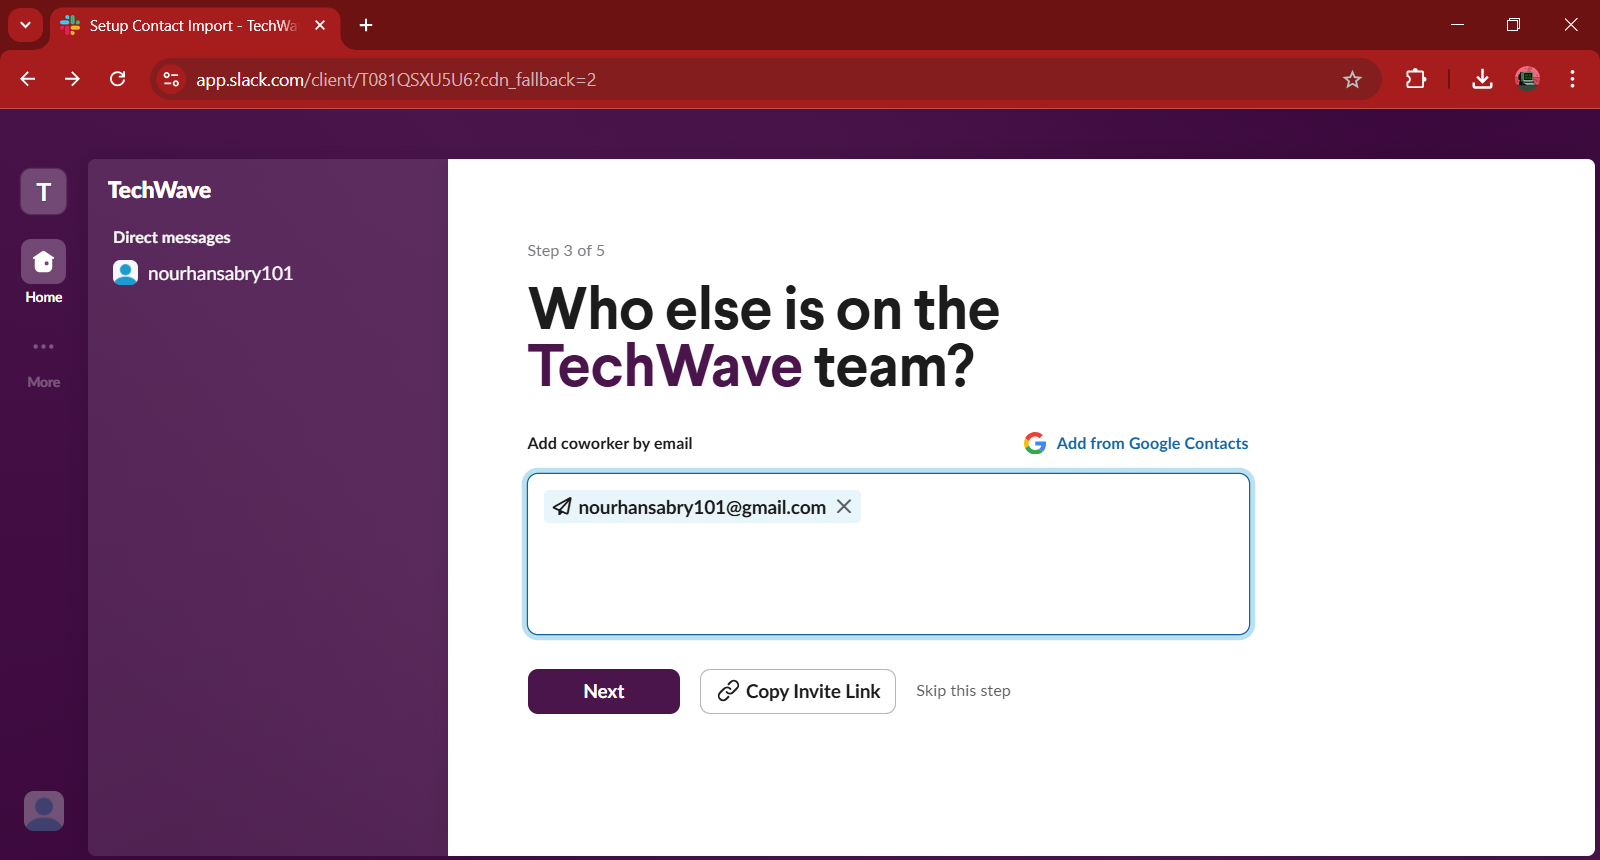 Setup Contact Import - TechWa
app.slack.com/client/T081QSXU5U6?cdn_fallback=2
T
Home
More
TechWave
Direct messages
nourhansabry101
Step 3 of 5
Who else is on the
TechWave team?
Add coworker by email
Add from Google Contacts
nourhansabry101@gmail.com
Next
Copy Invite Link
Skip this step